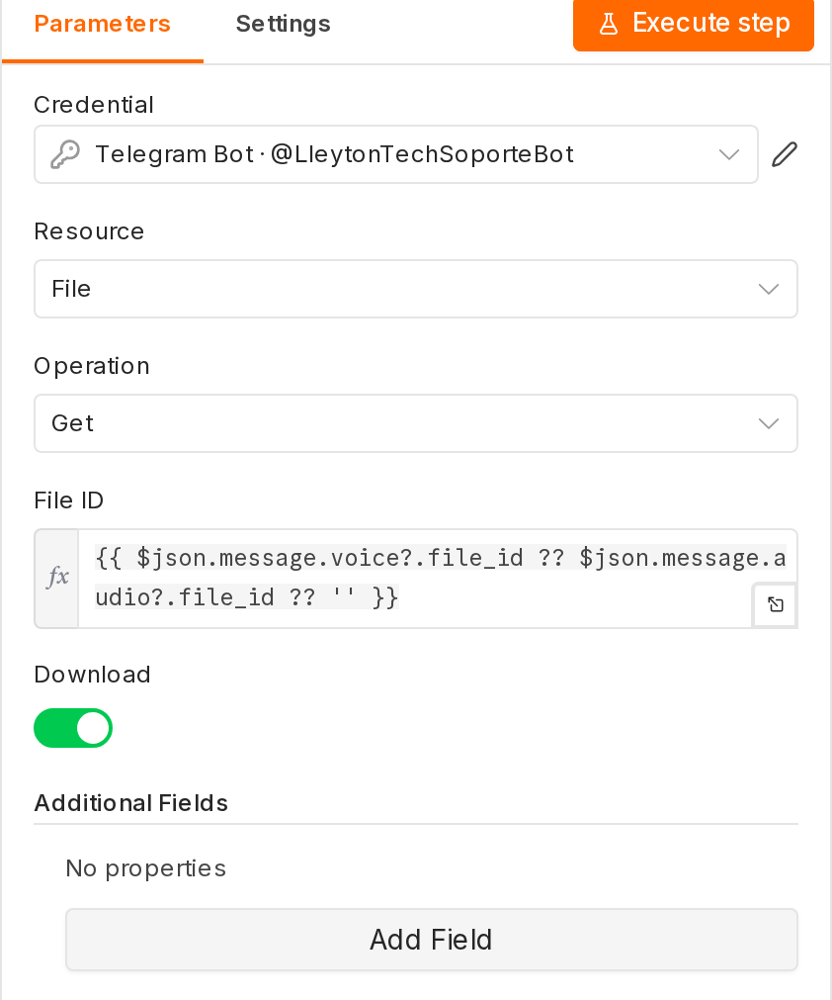 Parameters Settings Execute step
Credential
Telegram Bot · @LleytonTechSoporteBot
Resource
File
Operation
Get
File ID
fx {{ $json.message.voice?.file_id ?? $json.message.a
udio?.file_id ?? '' }}
Download
Additional Fields
No properties
Add Field